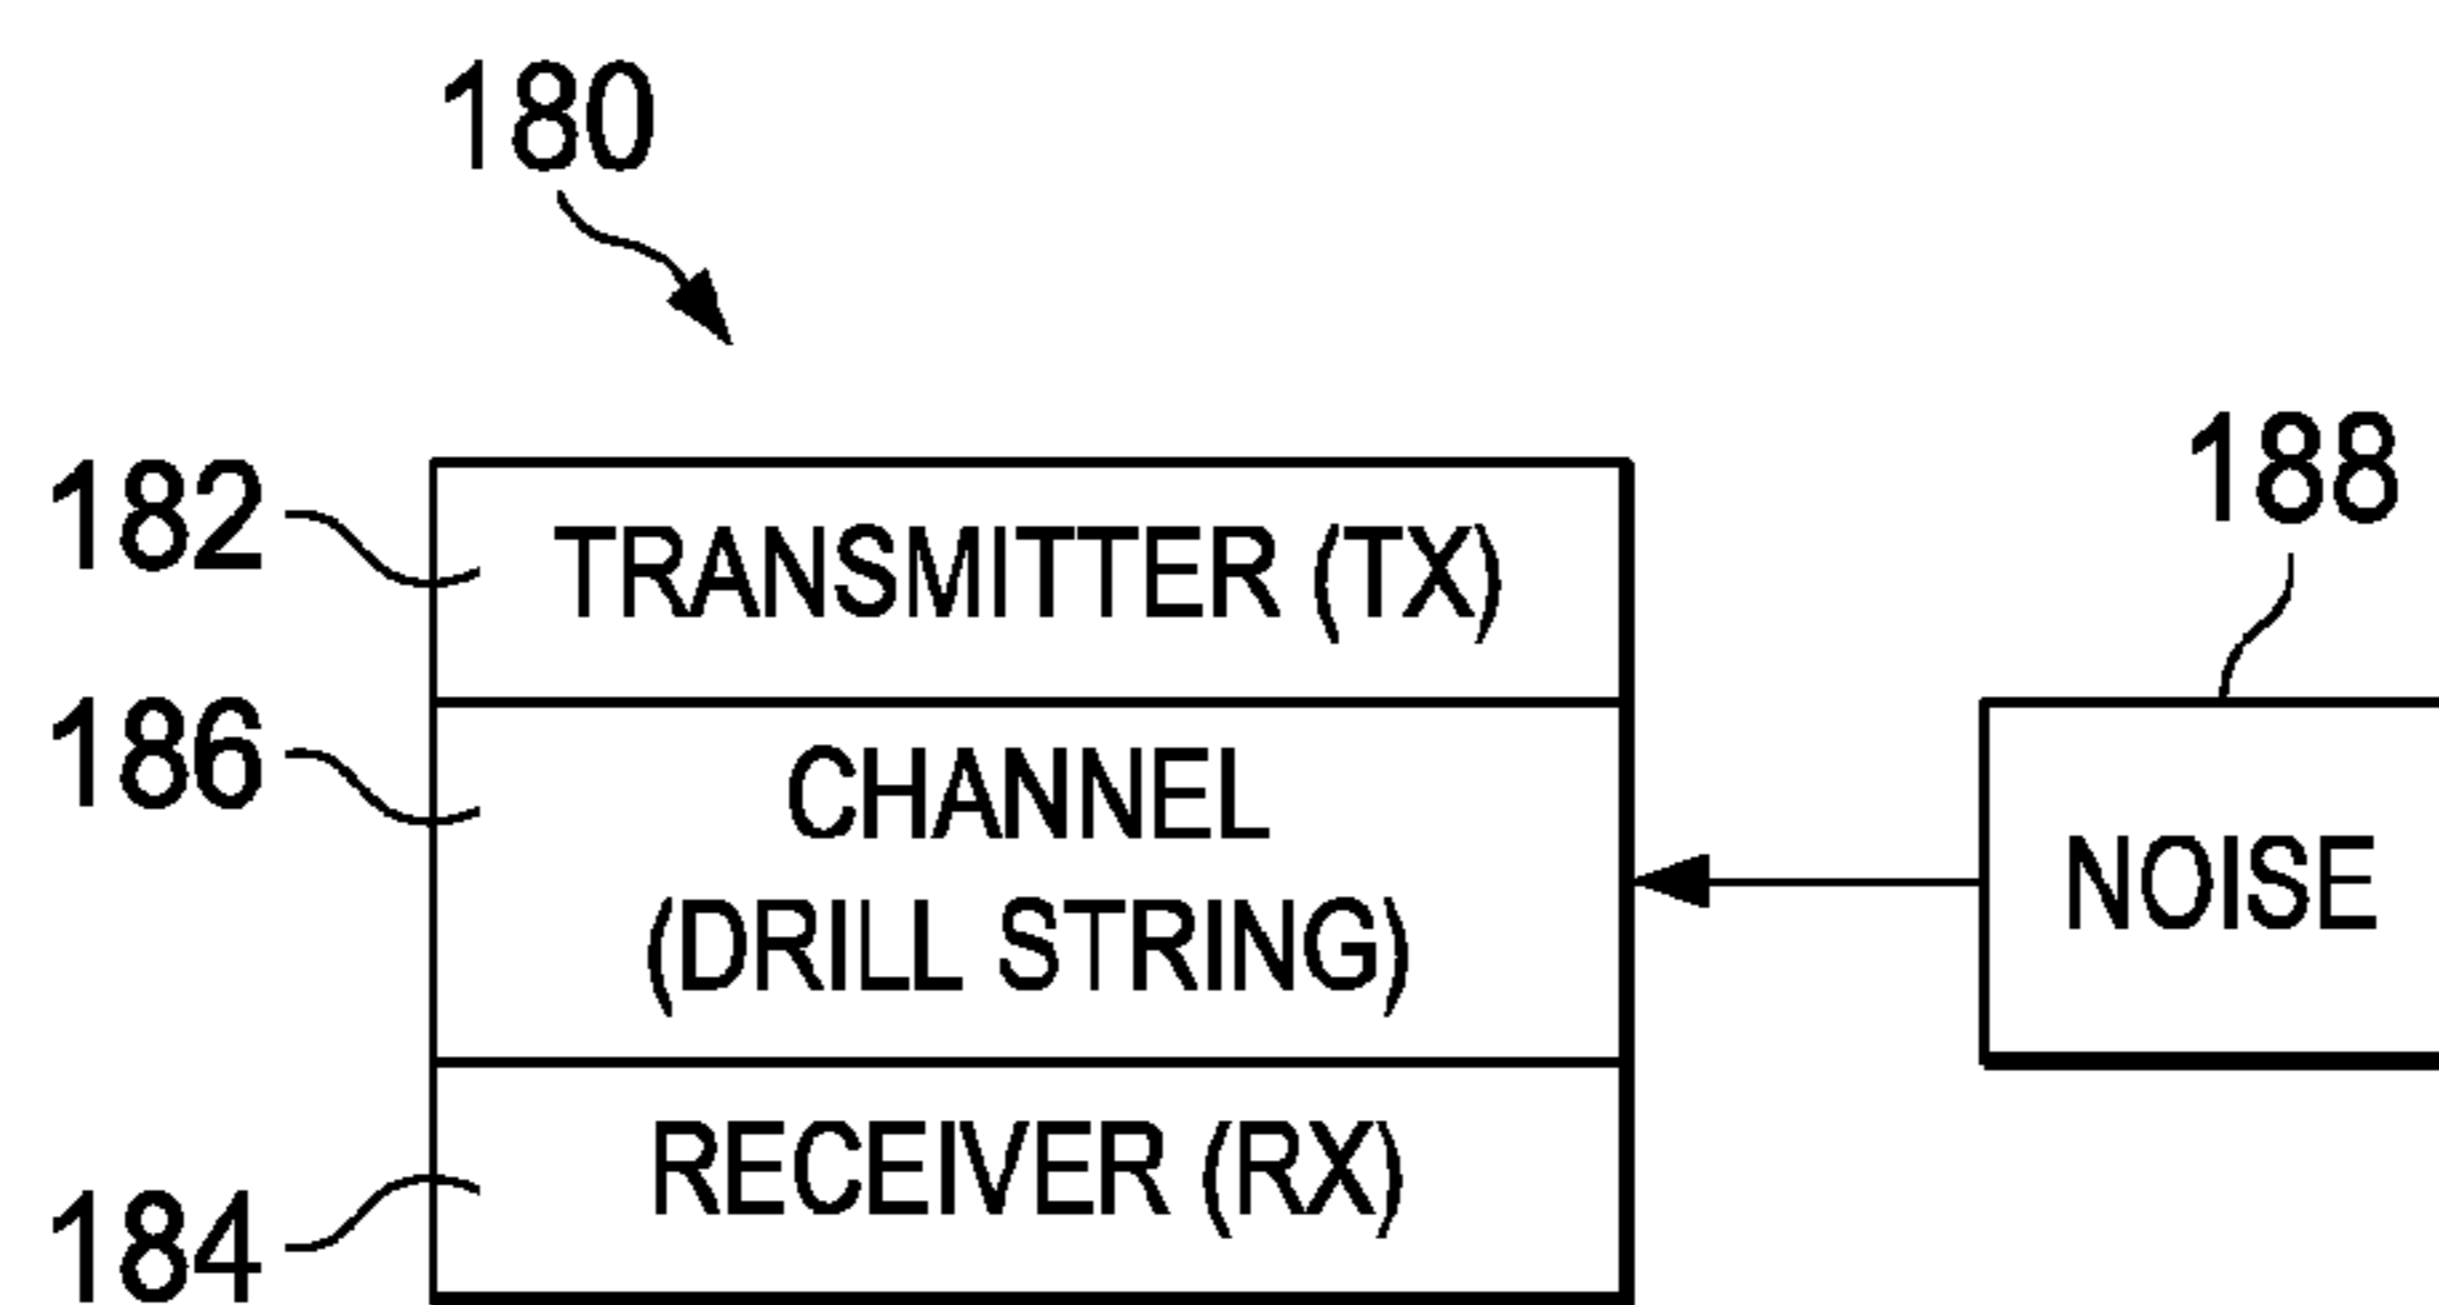 180
182
TRANSMITTER (TX)
188
186
CHANNEL
(DRILL STRING)
NOISE
RECEIVER (RX)
184